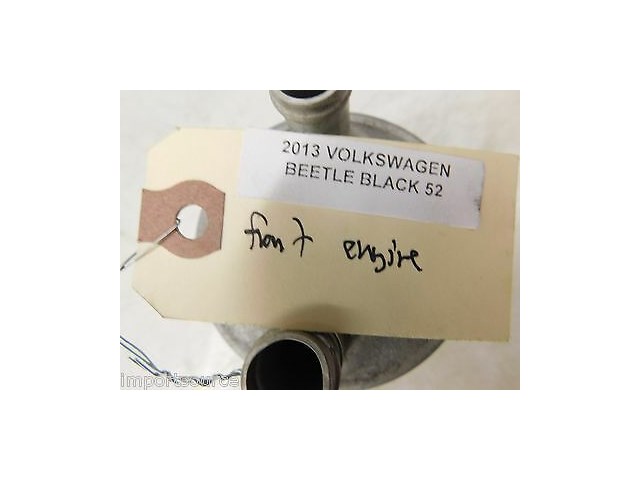 2013 VOLKSWAGEN
BEETLE BLACK 52
front engine
importsource